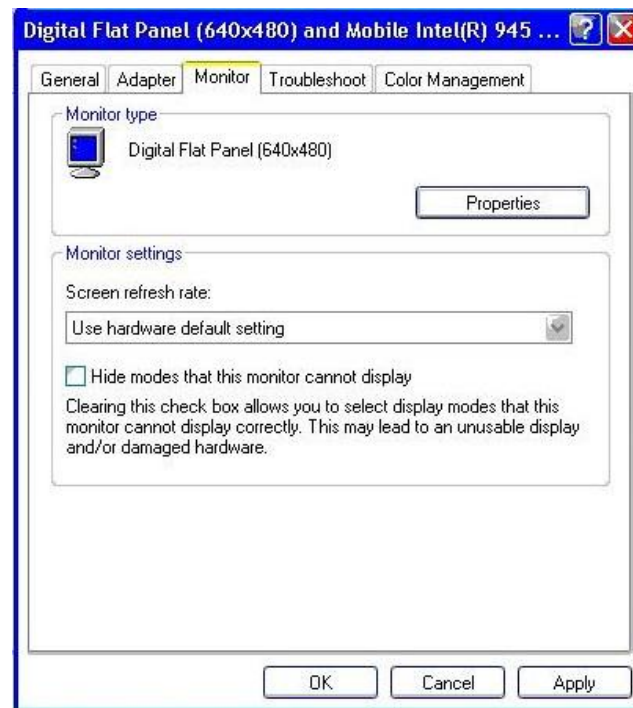 Digital Flat Panel (640x480) and Mobile Intel(R) 945 ...
General Adapter Monitor Troubleshoot Color Management
Monitor type
Digital Flat Panel (640x480)
Properties
Monitor settings
Screen refresh rate:
Use hardware default setting
Hide modes that this monitor cannot display
Clearing this check box allows you to select display modes that this
monitor cannot display correctly. This may lead to an unusable display
and/or damaged hardware.
OK Cancel Apply